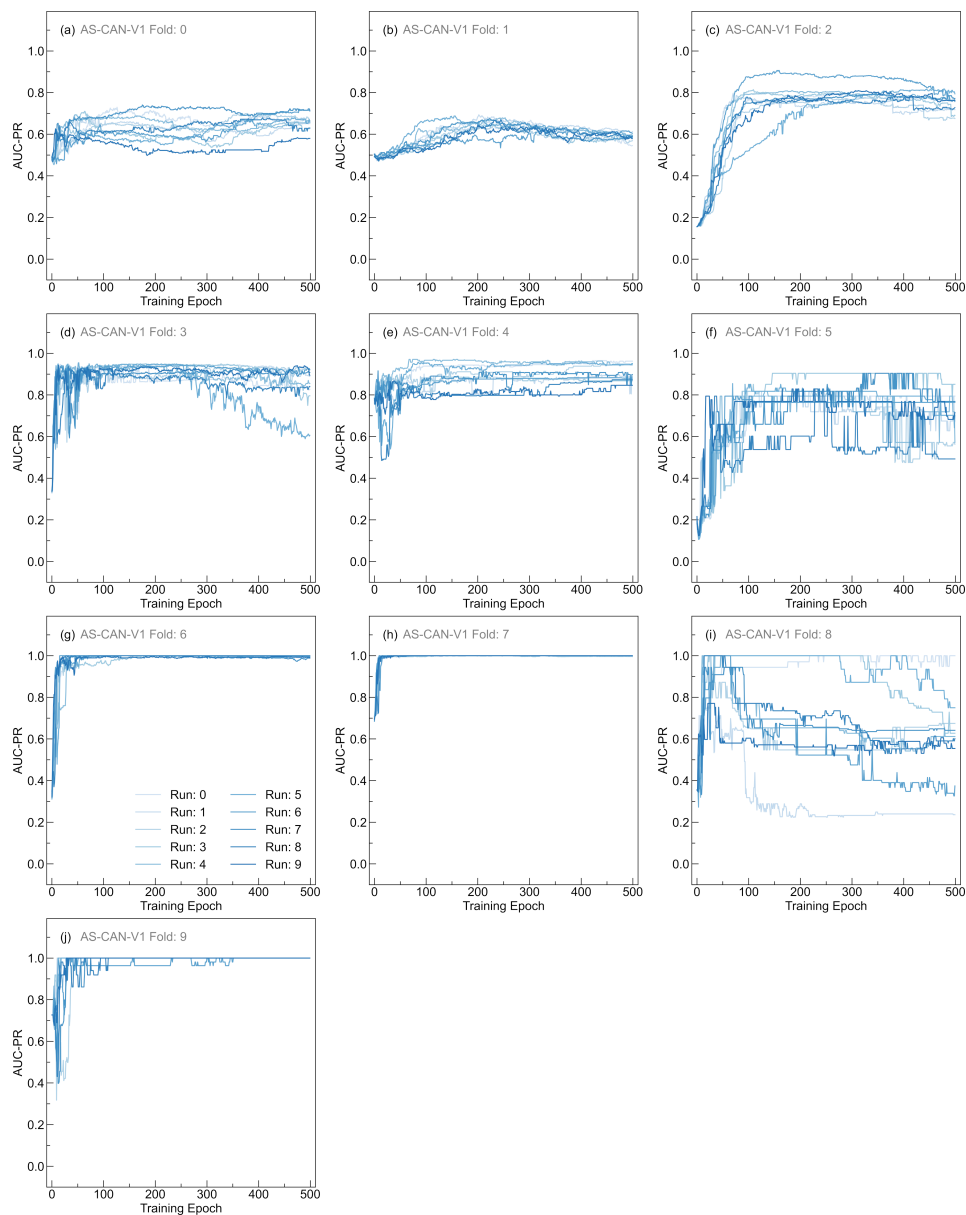 (a) AS-CAN-V1 Fold: 0
1.0
0.8
0.6
0.4
0.2
0.0
AUC-PR
0 100 200 300 400 500
Training Epoch
(b) AS-CAN-V1 Fold: 1
1.0
0.8
0.6
0.4
0.2
0.0
AUC-PR
0 100 200 300 400 500
Training Epoch
(c) AS-CAN-V1 Fold: 2
1.0
0.8
0.6
0.4
0.2
0.0
AUC-PR
0 100 200 300 400 500
Training Epoch
(d) AS-CAN-V1 Fold: 3
1.0
0.8
0.6
0.4
0.2
0.0
AUC-PR
0 100 200 300 400 500
Training Epoch
(e) AS-CAN-V1 Fold: 4
1.0
0.8
0.6
0.4
0.2
0.0
AUC-PR
0 100 200 300 400 500
Training Epoch
(f) AS-CAN-V1 Fold: 5
1.0
0.8
0.6
0.4
0.2
0.0
AUC-PR
0 100 200 300 400 500
Training Epoch
(g) AS-CAN-V1 Fold: 6
1.0
0.8
0.6
0.4
0.2
0.0
AUC-PR
Run: 0 Run: 5
Run: 1 Run: 6
Run: 2 Run: 7
Run: 3 Run: 8
Run: 4 Run: 9
0 100 200 300 400 500
Training Epoch
(h) AS-CAN-V1 Fold: 7
1.0
0.8
0.6
0.4
0.2
0.0
AUC-PR
0 100 200 300 400 500
Training Epoch
(i) AS-CAN-V1 Fold: 8
1.0
0.8
0.6
0.4
0.2
0.0
AUC-PR
0 100 200 300 400 500
Training Epoch
(j) AS-CAN-V1 Fold: 9
1.0
0.8
0.6
0.4
0.2
0.0
AUC-PR
0 100 200 300 400 500
Training Epoch